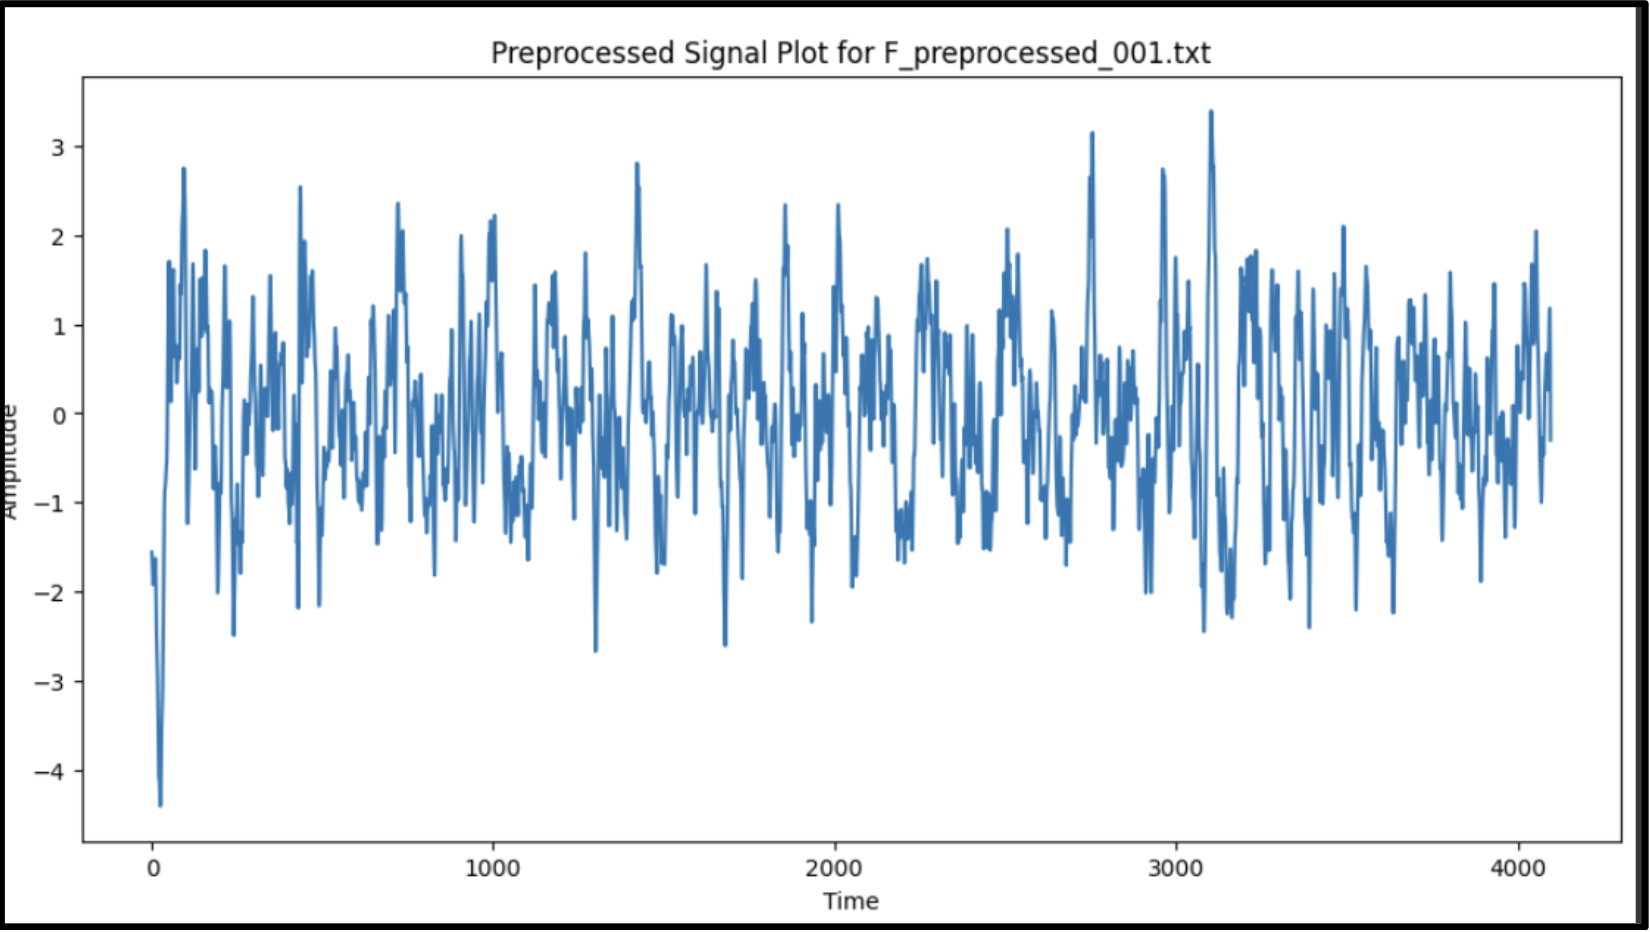 Preprocessed Signal Plot for F_preprocessed_001.txt
3
2
1
0
−1
−2
−3
−4
Amplitude
0 1000 2000 3000 4000
Time